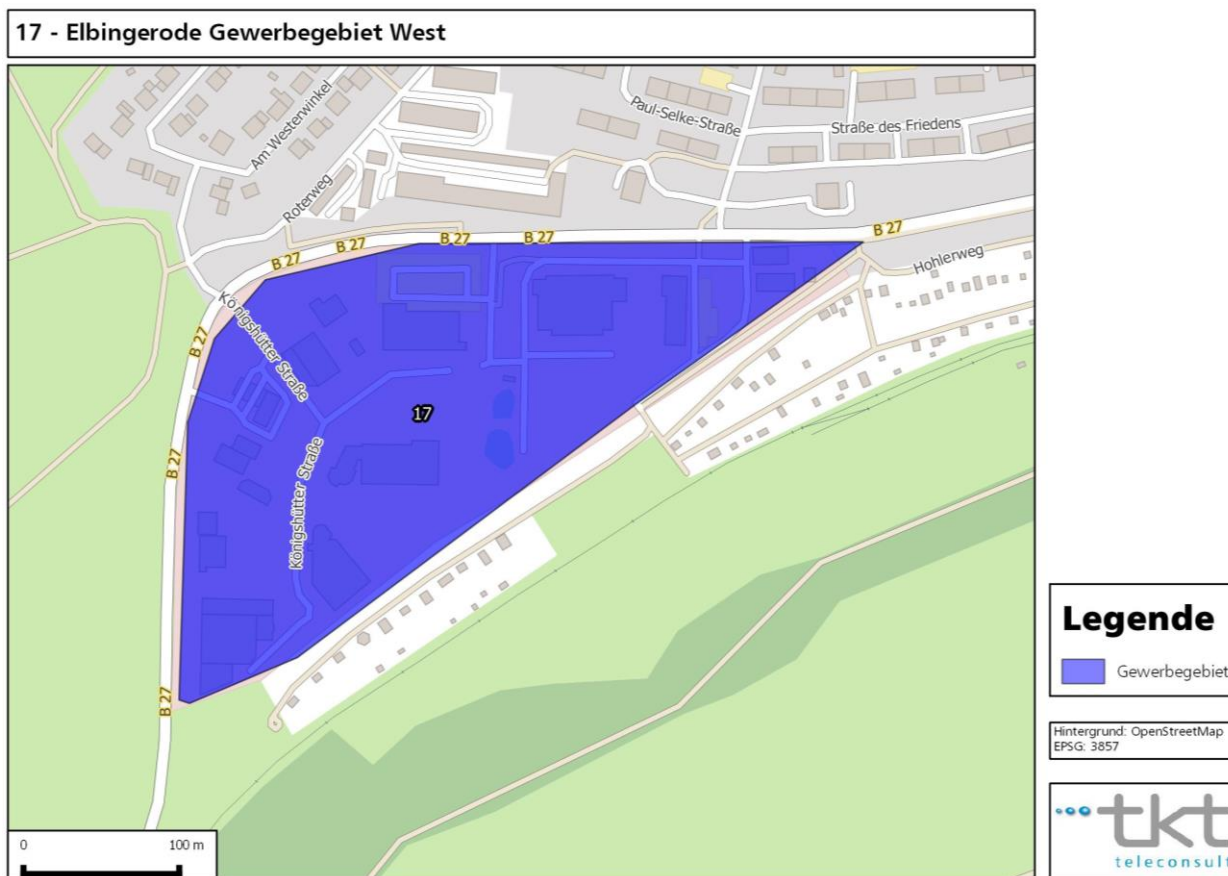 17 - Elbingerode Gewerbegebiet West
Paul-Selke-Straße
Straße des Friedens
Am Westerwinkel
Roterweg
B 27
B 27
B 27
B 27
B 27
Hohlerweg
Königshütter Straße
B 27
17
B 27
Königshütter Straße
B 27
Legende
Gewerbegebiet
Hintergrund: OpenStreetMap
EPSG: 3857
0 100 m
tkt
teleconsult